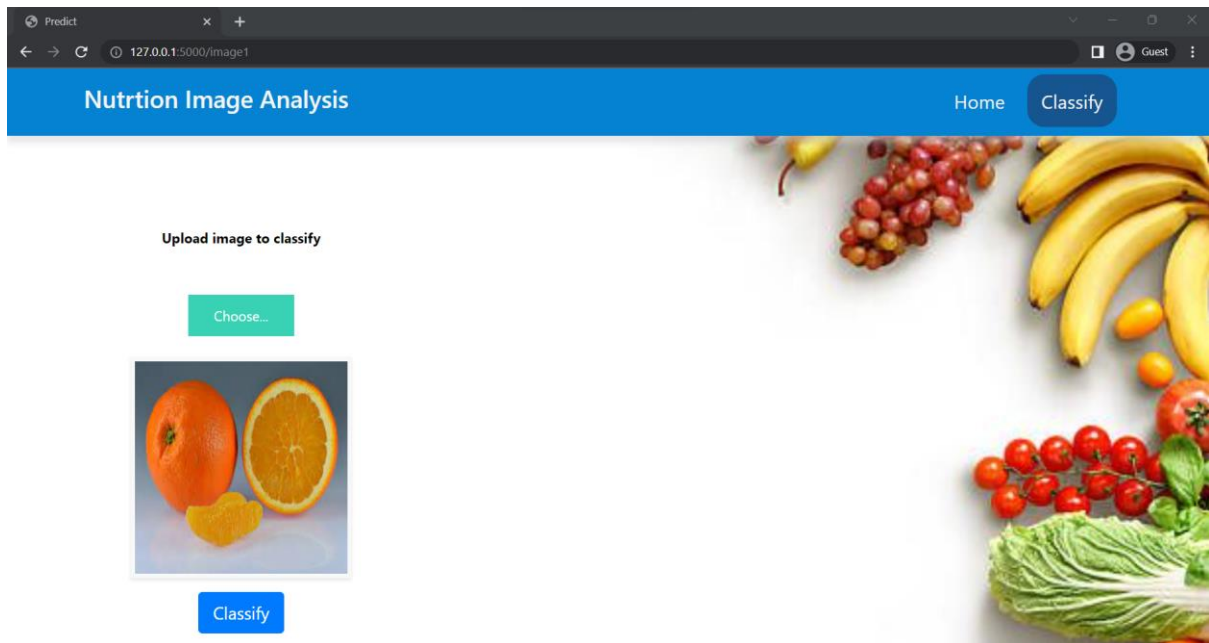 Predict
127.0.0.1:5000/image1
Guest
Nutrtion Image Analysis
Home
Classify
Upload image to classify
Choose...
Classify